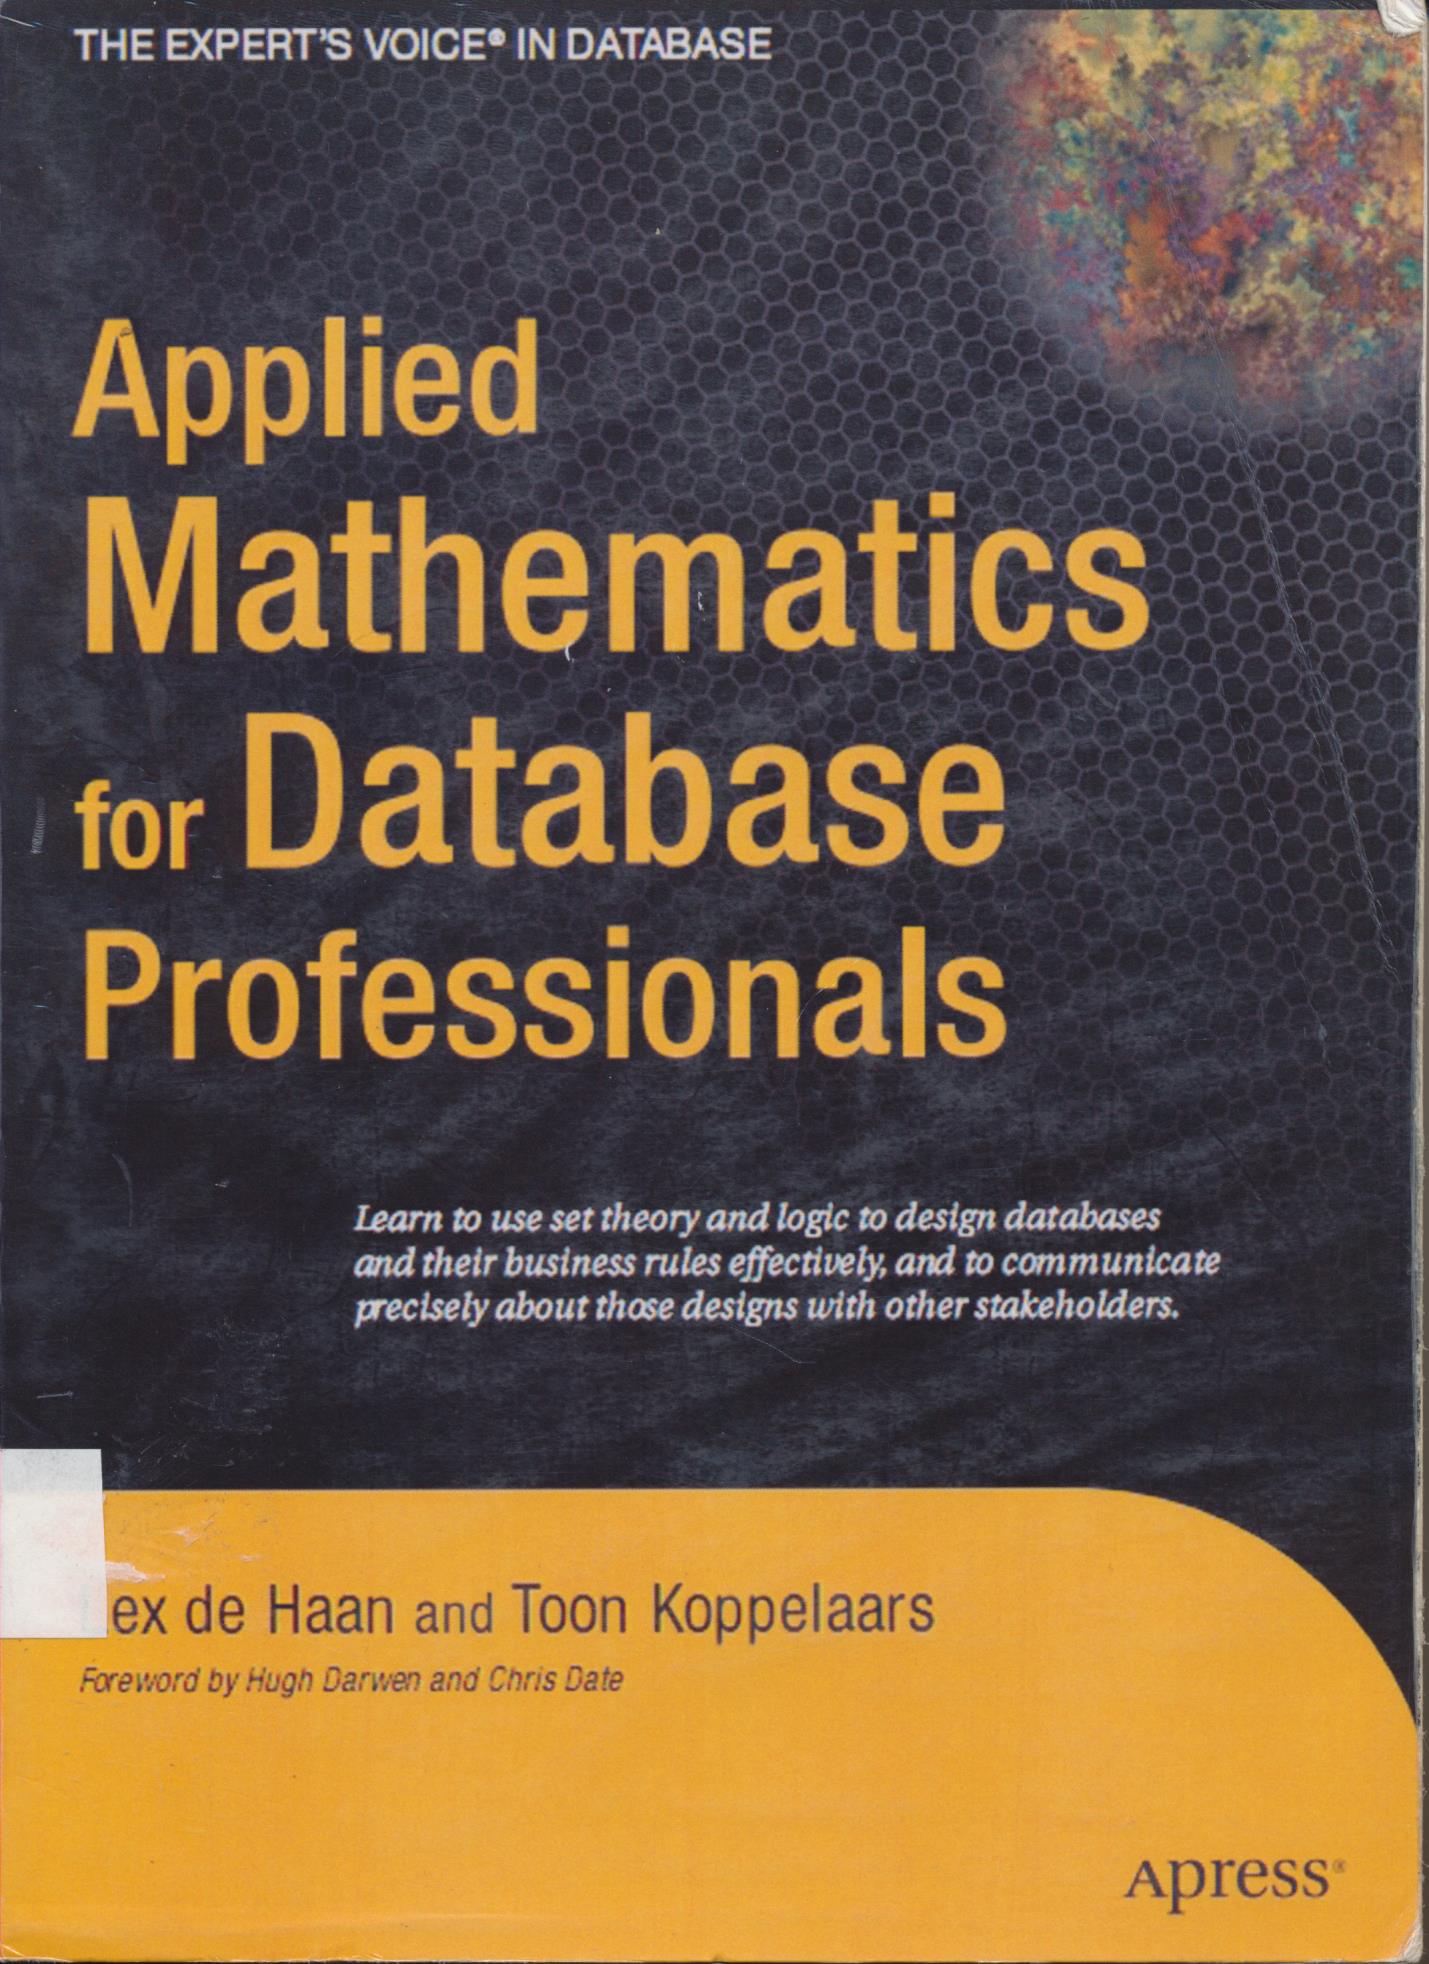 THE EXPERT'S VOICE® IN DATABASE
Applied
Mathematics
for Database
Professionals
Learn to use set theory and logic to design databases
and their business rules effectively, and to communicate
precisely about those designs with other stakeholders.
ex de Haan and Toon Koppelaars
Foreword by Hugh Darwen and Chris Date
Apress®